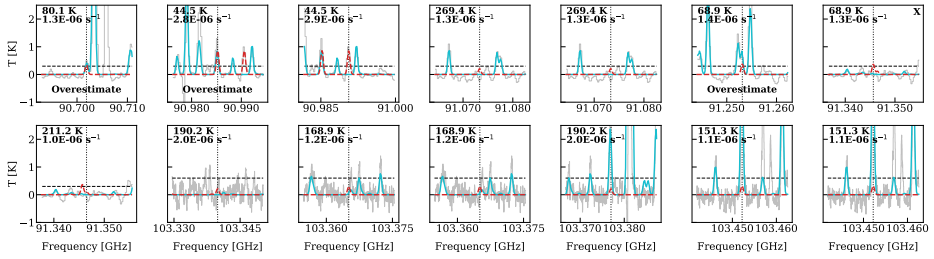 80.1 K 44.5 K 44.5 K 269.4 K 269.4 K 68.9 K 68.9 K X
1.3E-06 s⁻¹ 2.8E-06 s⁻¹ 2.9E-06 s⁻¹ 1.3E-06 s⁻¹ 1.3E-06 s⁻¹ 1.4E-06 s⁻¹ 1.3E-06 s⁻¹
2
1
0
−1
T [K]
Overestimate Overestimate Overestimate
90.700 90.710 90.980 90.990 90.985 91.000 91.070 91.080 91.070 91.080 91.250 91.260 91.340 91.350
211.2 K 190.2 K 168.9 K 168.9 K 190.2 K 151.3 K 151.3 K
1.0E-06 s⁻¹ 2.0E-06 s⁻¹ 1.2E-06 s⁻¹ 1.2E-06 s⁻¹ 2.0E-06 s⁻¹ 1.1E-06 s⁻¹ 1.1E-06 s⁻¹
2
1
0
−1
T [K]
91.340 91.350 103.330 103.345 103.360 103.375 103.360 103.375 103.370 103.380 103.450 103.460 103.450 103.460
Frequency [GHz] Frequency [GHz] Frequency [GHz] Frequency [GHz] Frequency [GHz] Frequency [GHz] Frequency [GHz]